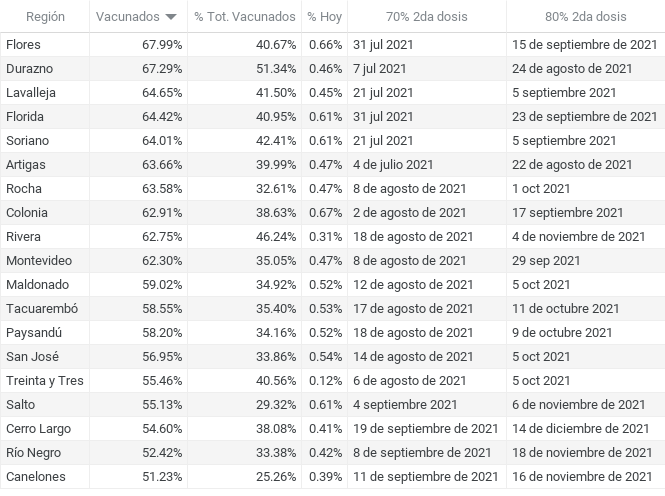 Región Vacunados % Tot. Vacunados % Hoy 70% 2da dosis 80% 2da dosis
Flores 67.99% 40.67% 0.66% 31 jul 2021 15 de septiembre de 2021
Durazno 67.29% 51.34% 0.46% 7 jul 2021 24 de agosto de 2021
Lavalleja 64.65% 41.50% 0.45% 21 jul 2021 5 septiembre 2021
Florida 64.42% 40.95% 0.61% 31 jul 2021 23 de septiembre de 2021
Soriano 64.01% 42.41% 0.61% 21 jul 2021 5 septiembre 2021
Artigas 63.66% 39.99% 0.47% 4 de julio 2021 22 de agosto de 2021
Rocha 63.58% 32.61% 0.47% 8 de agosto de 2021 1 oct 2021
Colonia 62.91% 38.63% 0.67% 2 de agosto de 2021 17 septiembre 2021
Rivera 62.75% 46.24% 0.31% 18 de agosto de 2021 4 de noviembre de 2021
Montevideo 62.30% 35.05% 0.47% 8 de agosto de 2021 29 sep 2021
Maldonado 59.02% 34.92% 0.52% 12 de agosto de 2021 5 oct 2021
Tacuarembó 58.55% 35.40% 0.53% 17 de agosto de 2021 11 de octubre 2021
Paysandú 58.20% 34.16% 0.52% 18 de agosto de 2021 9 de octubre 2021
San José 56.95% 33.86% 0.54% 14 de agosto de 2021 5 oct 2021
Treinta y Tres 55.46% 40.56% 0.12% 6 de agosto de 2021 5 oct 2021
Salto 55.13% 29.32% 0.61% 4 septiembre 2021 6 de noviembre de 2021
Cerro Largo 54.60% 38.08% 0.41% 19 de septiembre de 2021 14 de diciembre de 2021
Río Negro 52.42% 33.38% 0.42% 8 de septiembre de 2021 18 de noviembre de 2021
Canelones 51.23% 25.26% 0.39% 11 de septiembre de 2021 16 de noviembre de 2021